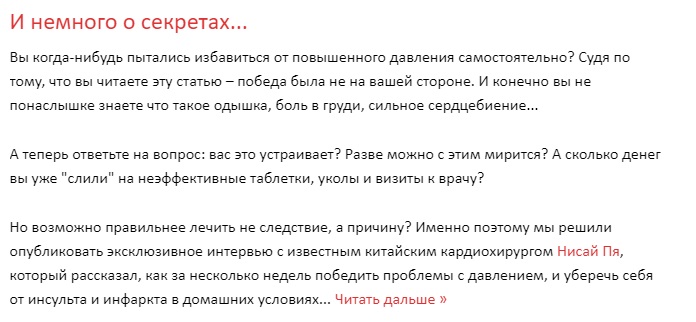 И немного о секретах...
Вы когда-нибудь пытались избавиться от повышенного давления самостоятельно? Судя по
тому, что вы читаете эту статью – победа была не на вашей стороне. И конечно вы не
понаслышке знаете что такое одышка, боль в груди, сильное сердцебиение...
А теперь ответьте на вопрос: вас это устраивает? Разве можно с этим мирится? А сколько денег
вы уже "слили" на неэффективные таблетки, уколы и визиты к врачу?
Но возможно правильнее лечить не следствие, а причину? Именно поэтому мы решили
опубликовать эксклюзивное интервью с известным китайским кардиохирургом Нисай Пя,
который рассказал, как за несколько недель победить проблемы с давлением, и уберечь себя
от инсульта и инфаркта в домашних условиях... Читать дальше »